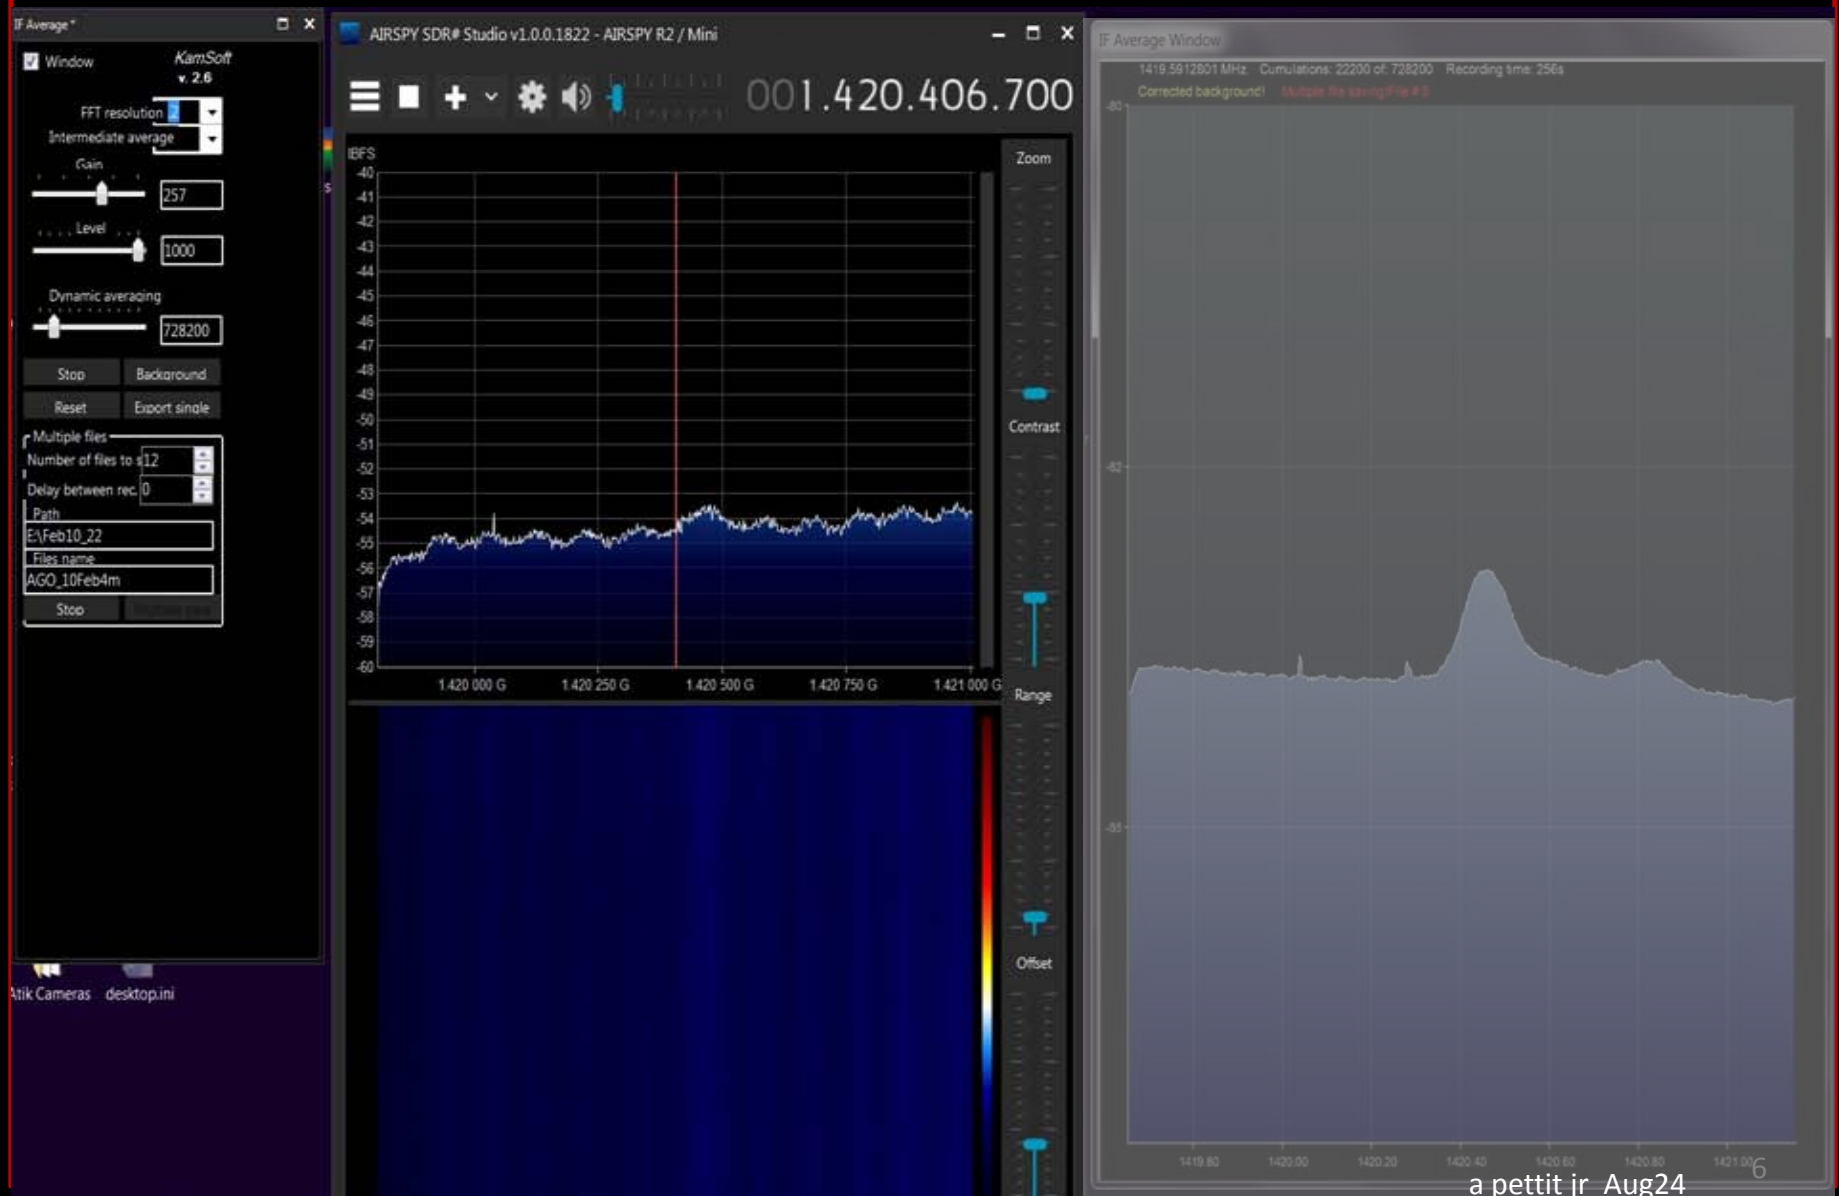 IF Average *
Window
KamSoft
v. 2.6
FFT resolution 2
Intermediate average
Gain
257
Level
1000
Dynamic averaging
728200
Stop
Background
Reset
Export single
Multiple files
Number of files to s 12
Delay between rec. 0
Path
E:\Feb10_22
Files name
AGO_10Feb4m
Stop
Atik Cameras
desktop.ini
AIRSPY SDR# Studio v1.0.0.1822 - AIRSPY R2 / Mini
001.420.406.700
-40
-41
-42
-43
-44
-45
-46
-47
-48
-49
-50
-51
-52
-53
-54
-55
-56
-57
-58
-59
-60
1.420 000 G
1.420 250 G
1.420 500 G
1.420 750 G
1.421 000 G
Zoom
Contrast
Range
Offset
IF Average Window
1419.5912801 MHz Cumulations: 22200 of: 728200 Recording time: 256s
Corrected background!
-80
1419.80
1420.00
1420.20
1420.40
1420.60
1420.80
1421.00
6
a pettit jr Aug24